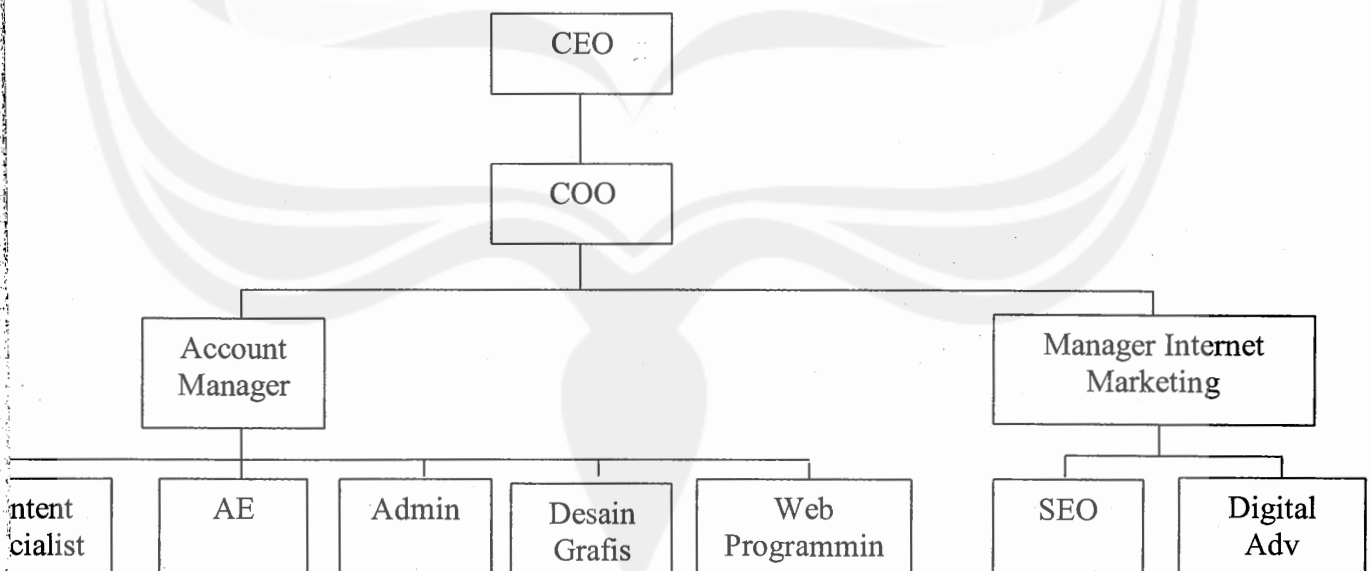 CEO
COO
Account
Manager
Manager Internet
Marketing
ntent
cialist
AE
Admin
Desain
Grafis
Web
Programmin
SEO
Digital
Adv